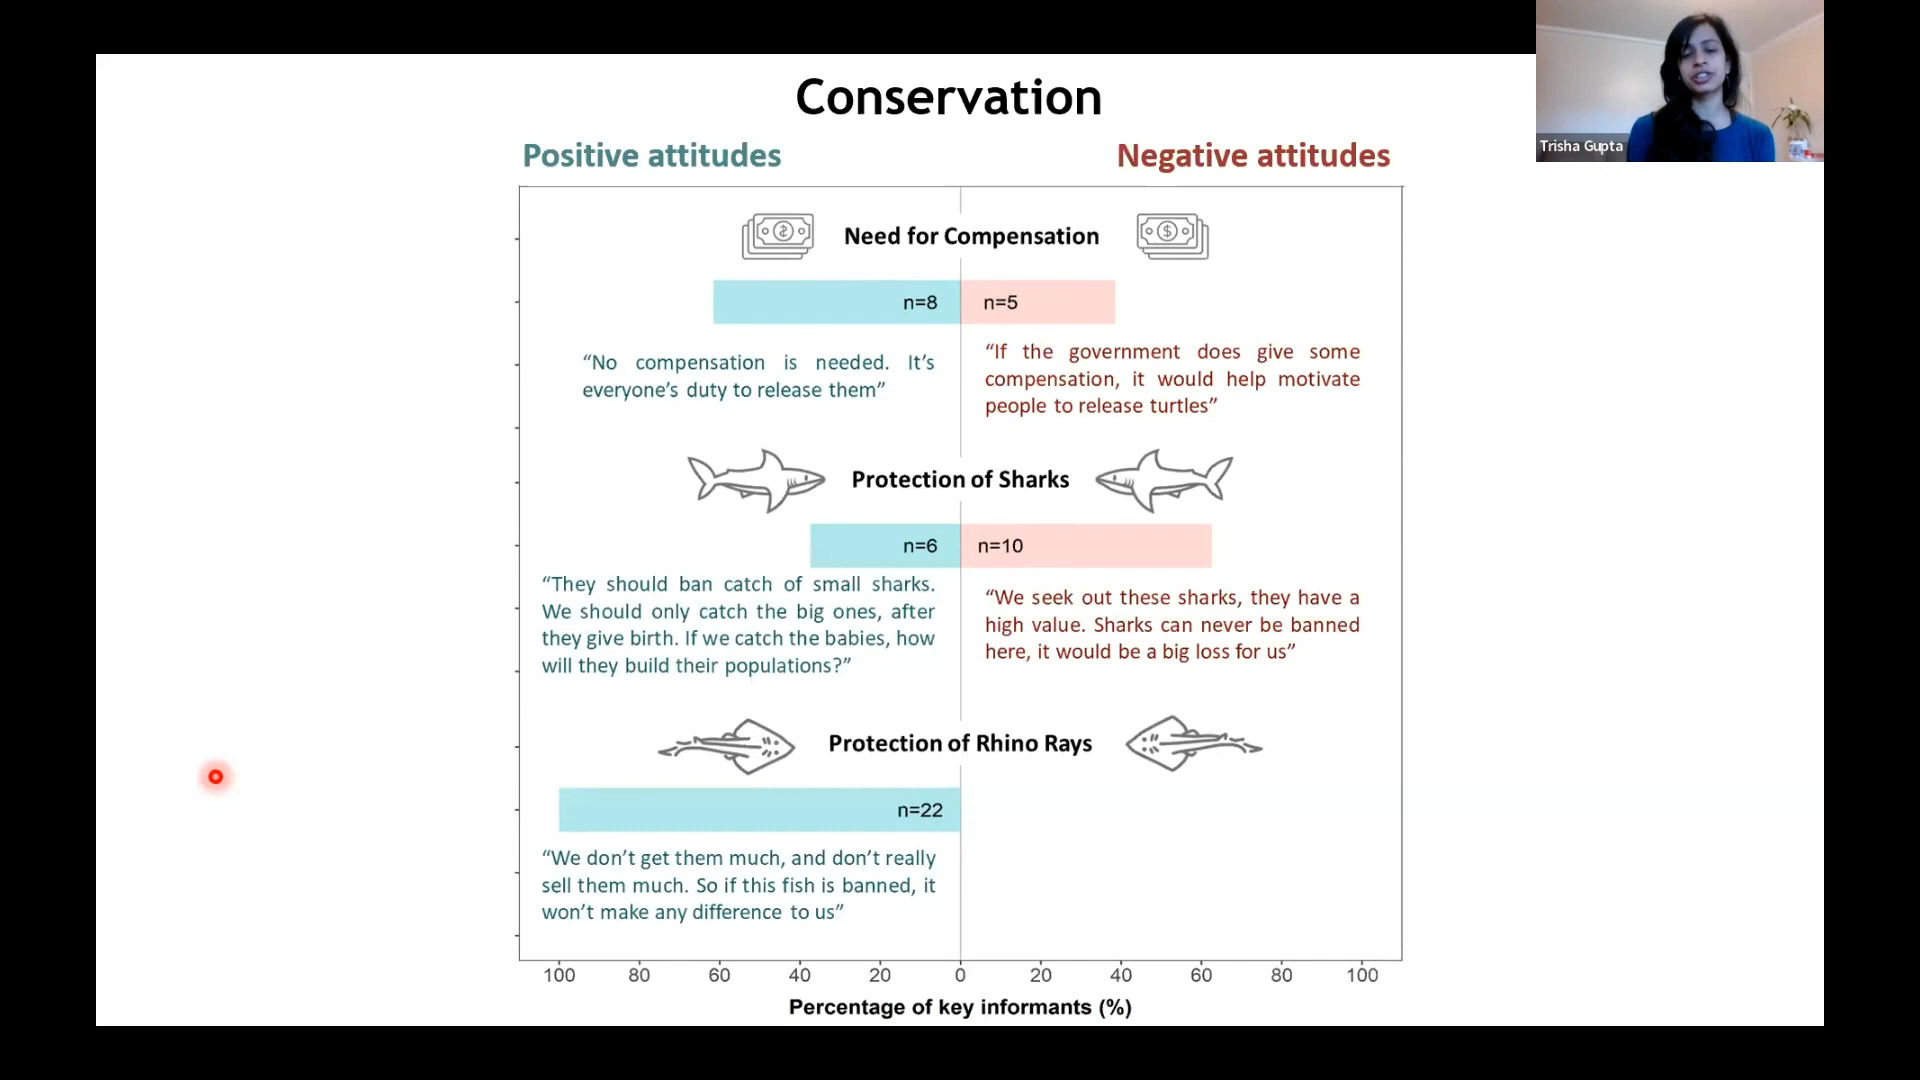 Conservation
Trisha Gupta
Positive attitudes
Negative attitudes
Need for Compensation
n=8
n=5
“No compensation is needed. It’s
everyone’s duty to release them”
“If the government does give some
compensation, it would help motivate
people to release turtles”
Protection of Sharks
n=6
n=10
“They should ban catch of small sharks.
We should only catch the big ones, after
they give birth. If we catch the babies, how
will they build their populations?”
“We seek out these sharks, they have a
high value. Sharks can never be banned
here, it would be a big loss for us”
Protection of Rhino Rays
n=22
“We don’t get them much, and don’t really
sell them much. So if this fish is banned, it
won’t make any difference to us”
100 80 60 40 20 0 20 40 60 80 100
Percentage of key informants (%)